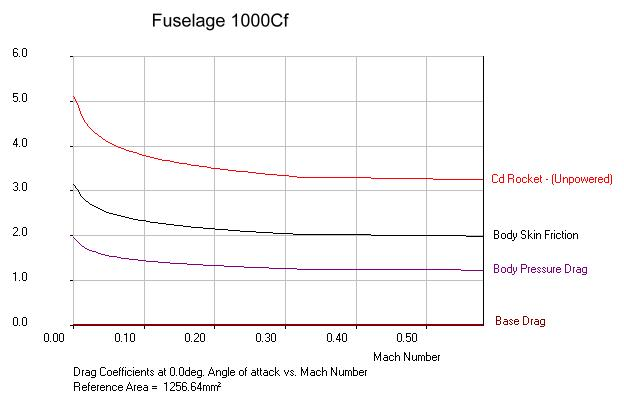 Fuselage 1000Cf
6.0
5.0
4.0
3.0
2.0
1.0
0.0
Cd Rocket - (Unpowered)
Body Skin Friction
Body Pressure Drag
Base Drag
0.00 0.10 0.20 0.30 0.40 0.50
Mach Number
Drag Coefficients at 0.0deg. Angle of attack vs. Mach Number
Reference Area = 1256.64mm²